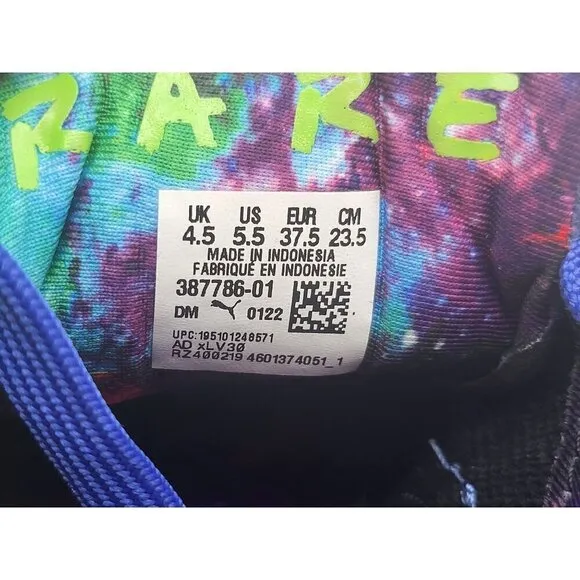 RARE
UK US EUR CM
4.5 5.5 37.5 23.5
MADE IN INDONESIA
FABRIQUÉ EN INDONESIE
387786-01
DM 0122
UPC:195101248571
AD xLV30
RZ400219 4601374051_1